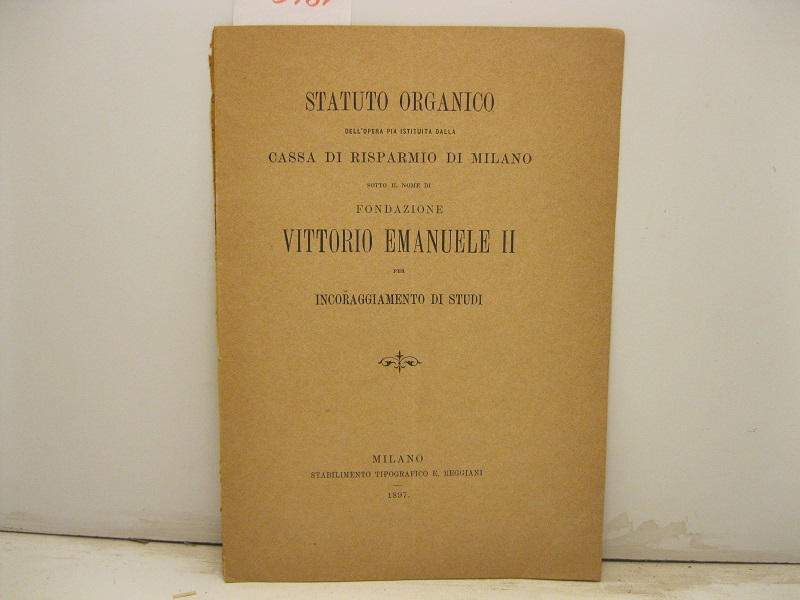 STATUTO ORGANICO
DELL'OPERA PIA ISTITUITA DALLA
CASSA DI RISPARMIO DI MILANO
SOTTO IL NOME DI
FONDAZIONE
VITTORIO EMANUELE II
PER
INCORAGGIAMENTO DI STUDI
MILANO
STABILIMENTO TIPOGRAFICO E. REGGIANI
1897.